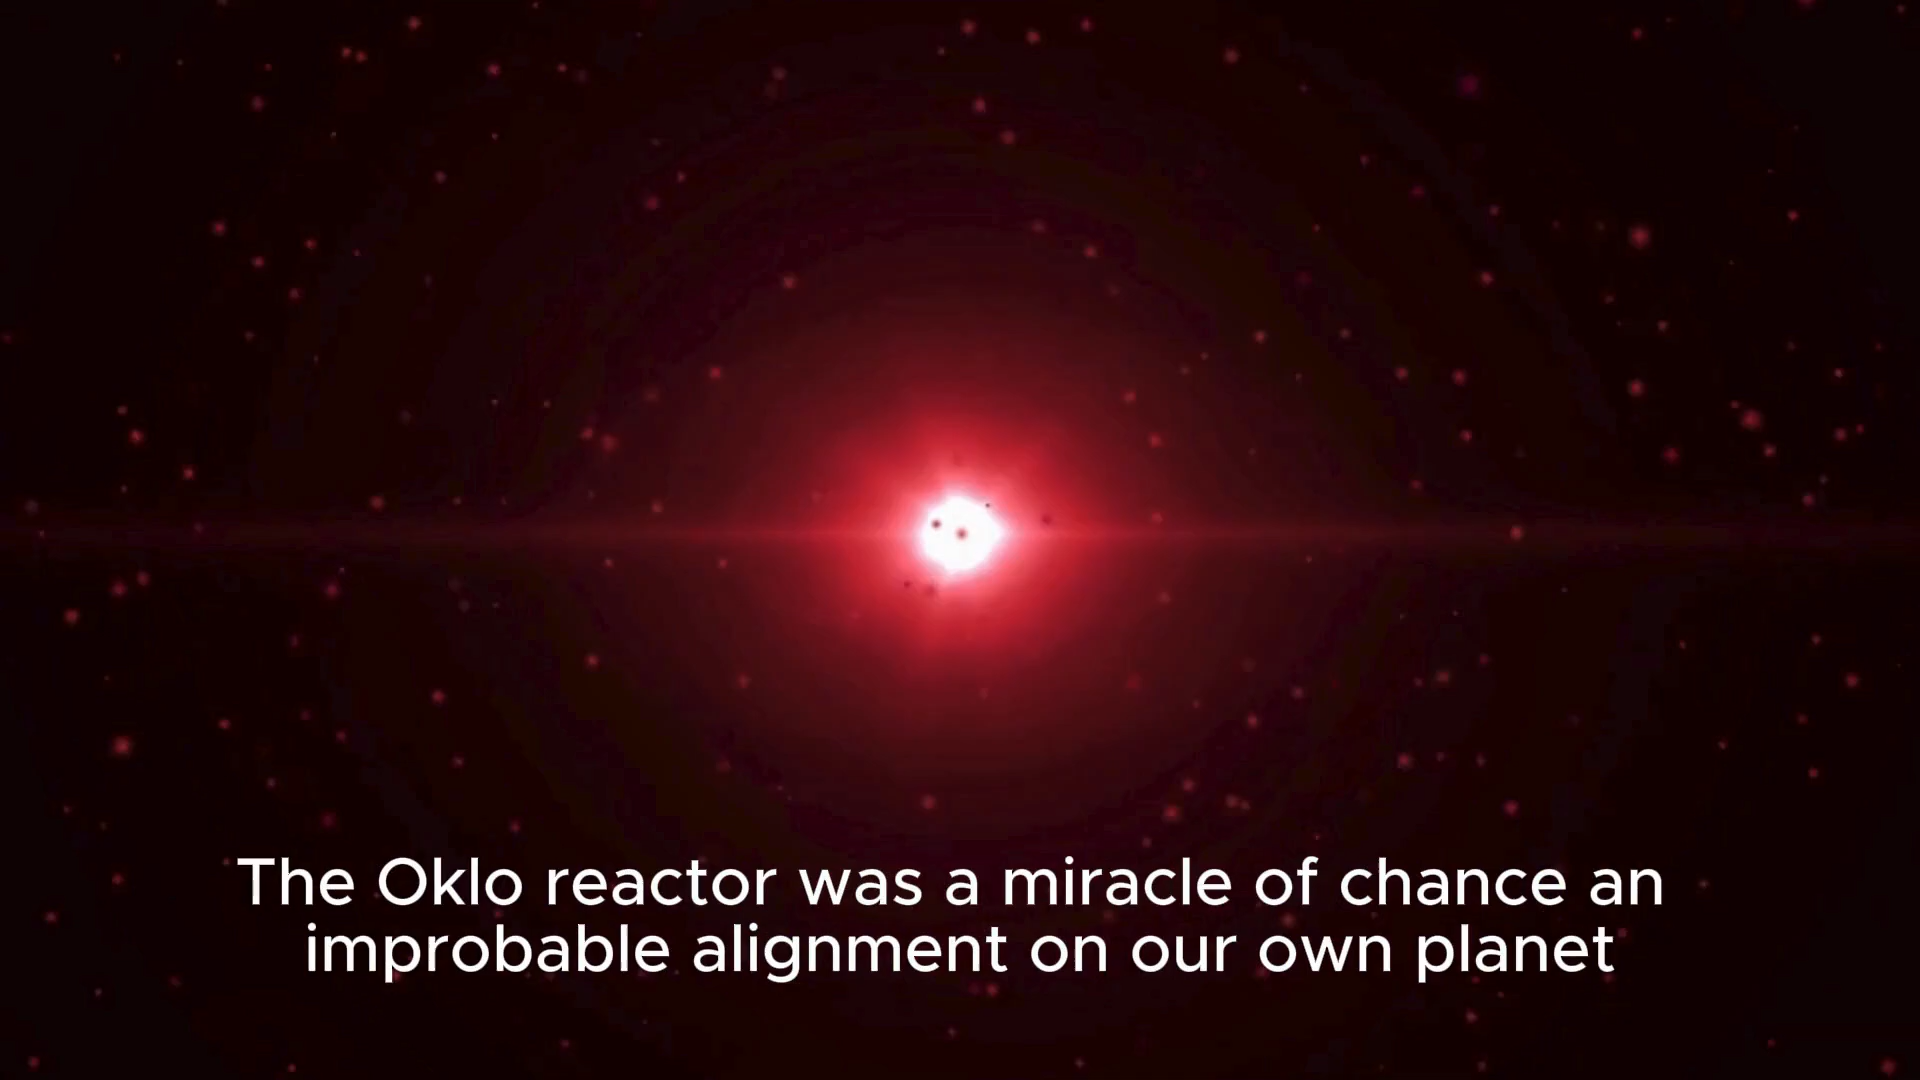 The Oklo reactor was a miracle of chance an
improbable alignment on our own planet